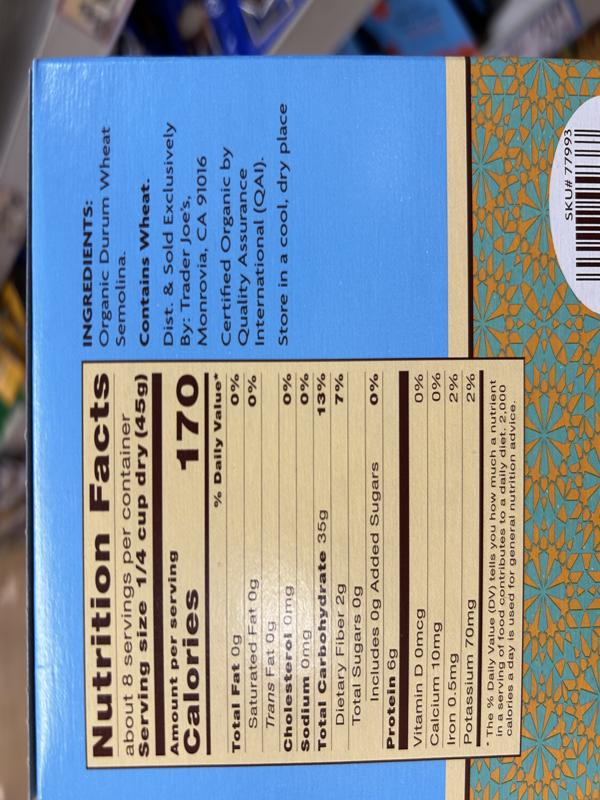 Nutrition Facts
about 8 servings per container
Serving size 1/4 cup dry (45g)
Amount per serving
Calories 170
% Daily Value*
Total Fat 0g 0%
Saturated Fat 0g 0%
Trans Fat 0g
Cholesterol 0mg 0%
Sodium 0mg 0%
Total Carbohydrate 35g 13%
Dietary Fiber 2g 7%
Total Sugars 0g
Includes 0g Added Sugars 0%
Protein 6g
Vitamin D 0mcg 0%
Calcium 10mg 0%
Iron 0.5mg 2%
Potassium 70mg 2%
* The % Daily Value (DV) tells you how much a nutrient
in a serving of food contributes to a daily diet. 2,000
calories a day is used for general nutrition advice.
INGREDIENTS:
Organic Durum Wheat
Semolina.
Contains Wheat.
Dist. & Sold Exclusively
By: Trader Joe's,
Monrovia, CA 91016
Certified Organic by
Quality Assurance
International (QAI).
Store in a cool, dry place
SKU# 77993